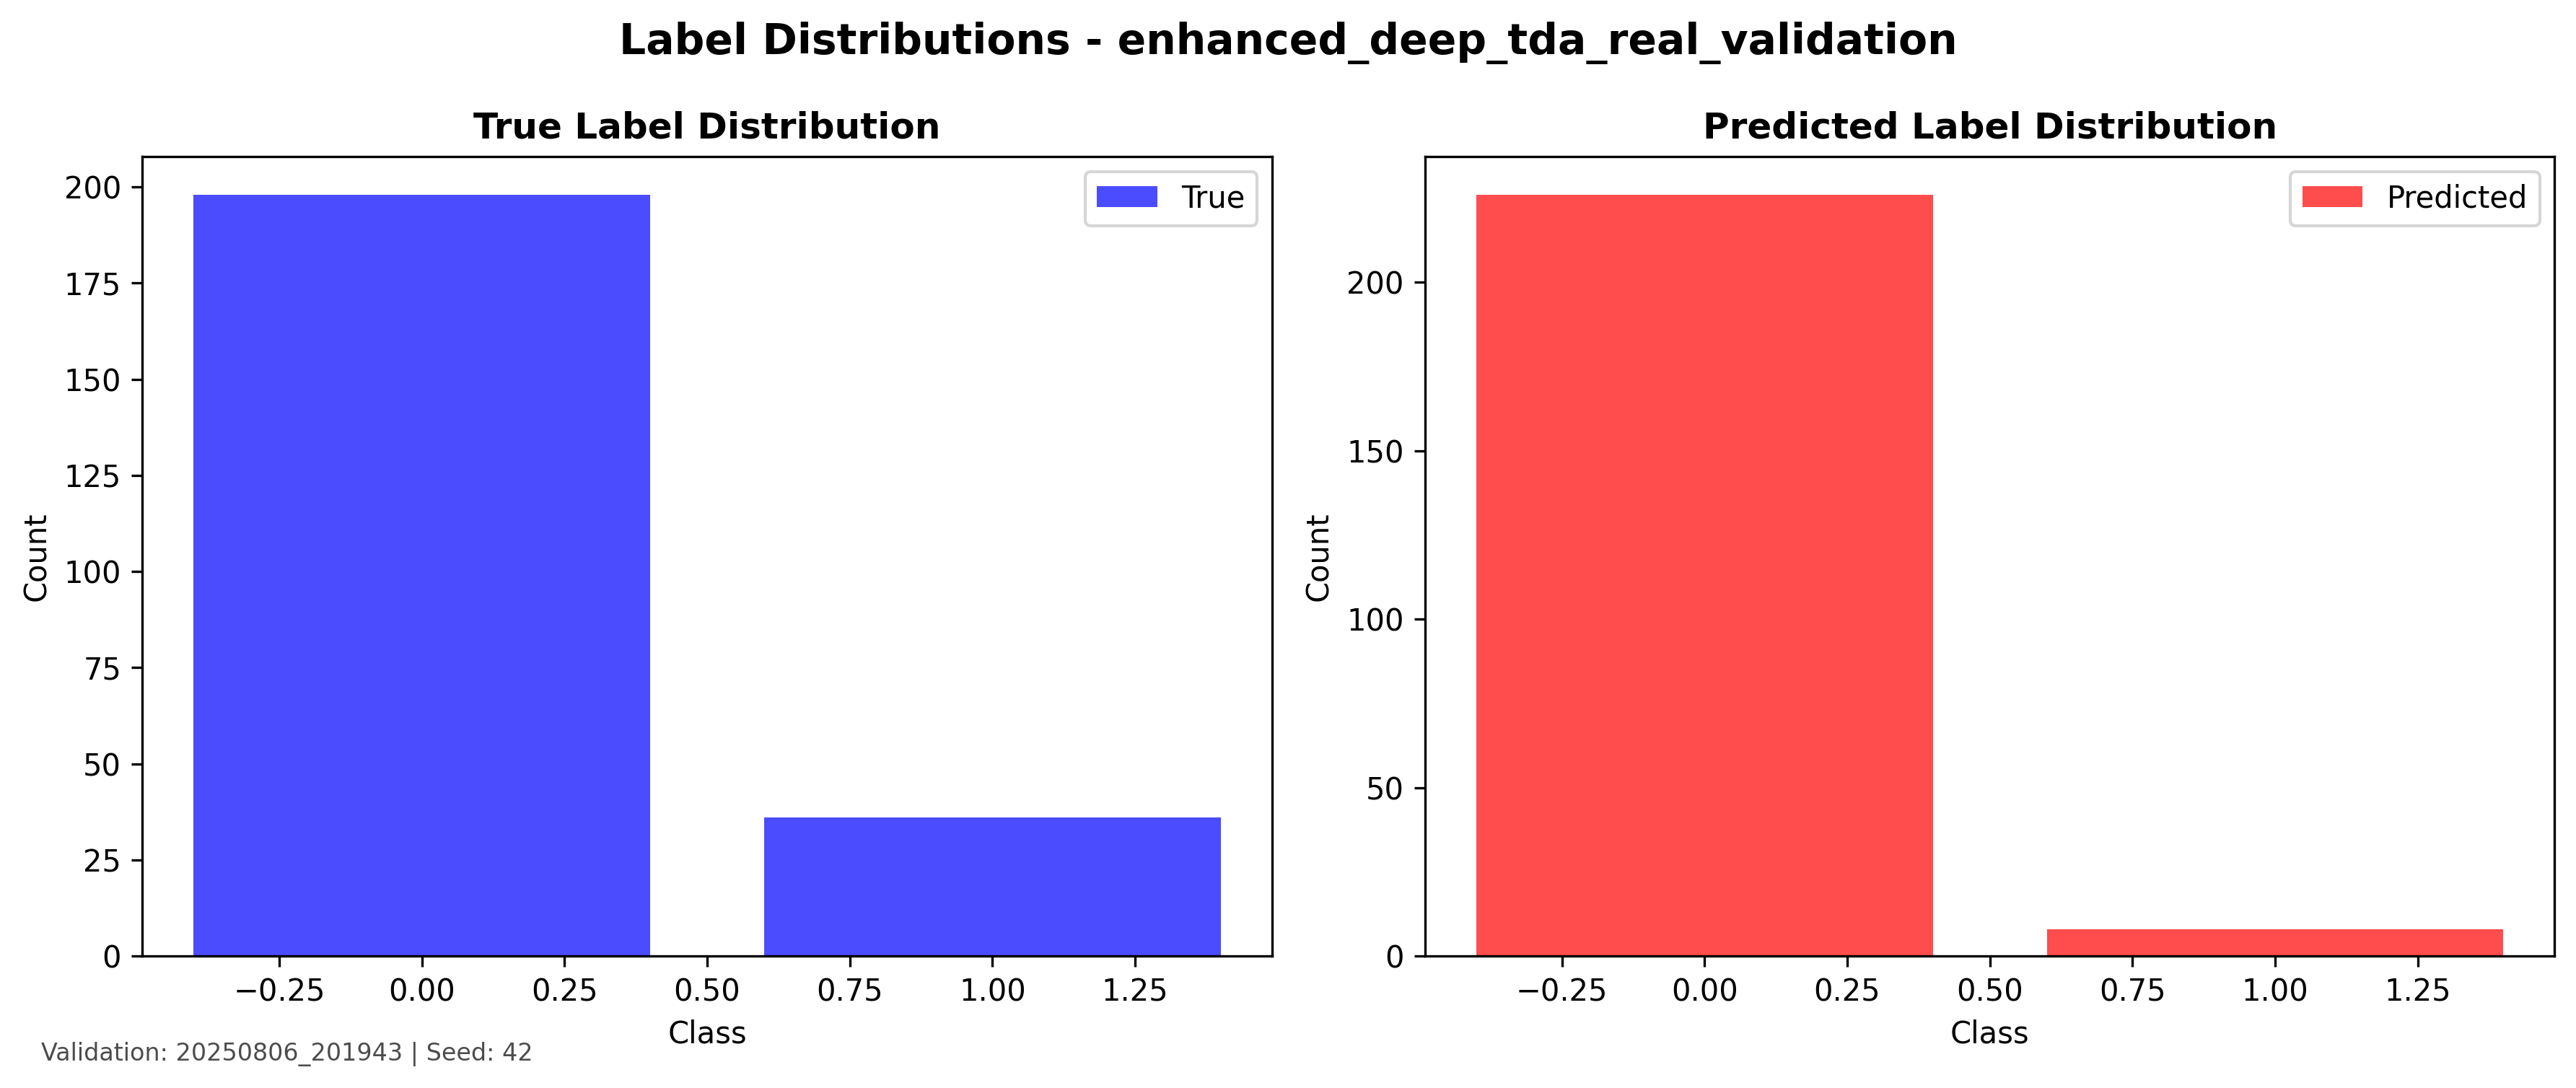 Label Distributions - enhanced_deep_tda_real_validation
True Label Distribution
True
200
175
150
125
100
75
50
25
0
Count
−0.25 0.00 0.25 0.50 0.75 1.00 1.25
Class
Predicted Label Distribution
Predicted
200
150
100
50
0
Count
−0.25 0.00 0.25 0.50 0.75 1.00 1.25
Class
Validation: 20250806_201943 | Seed: 42